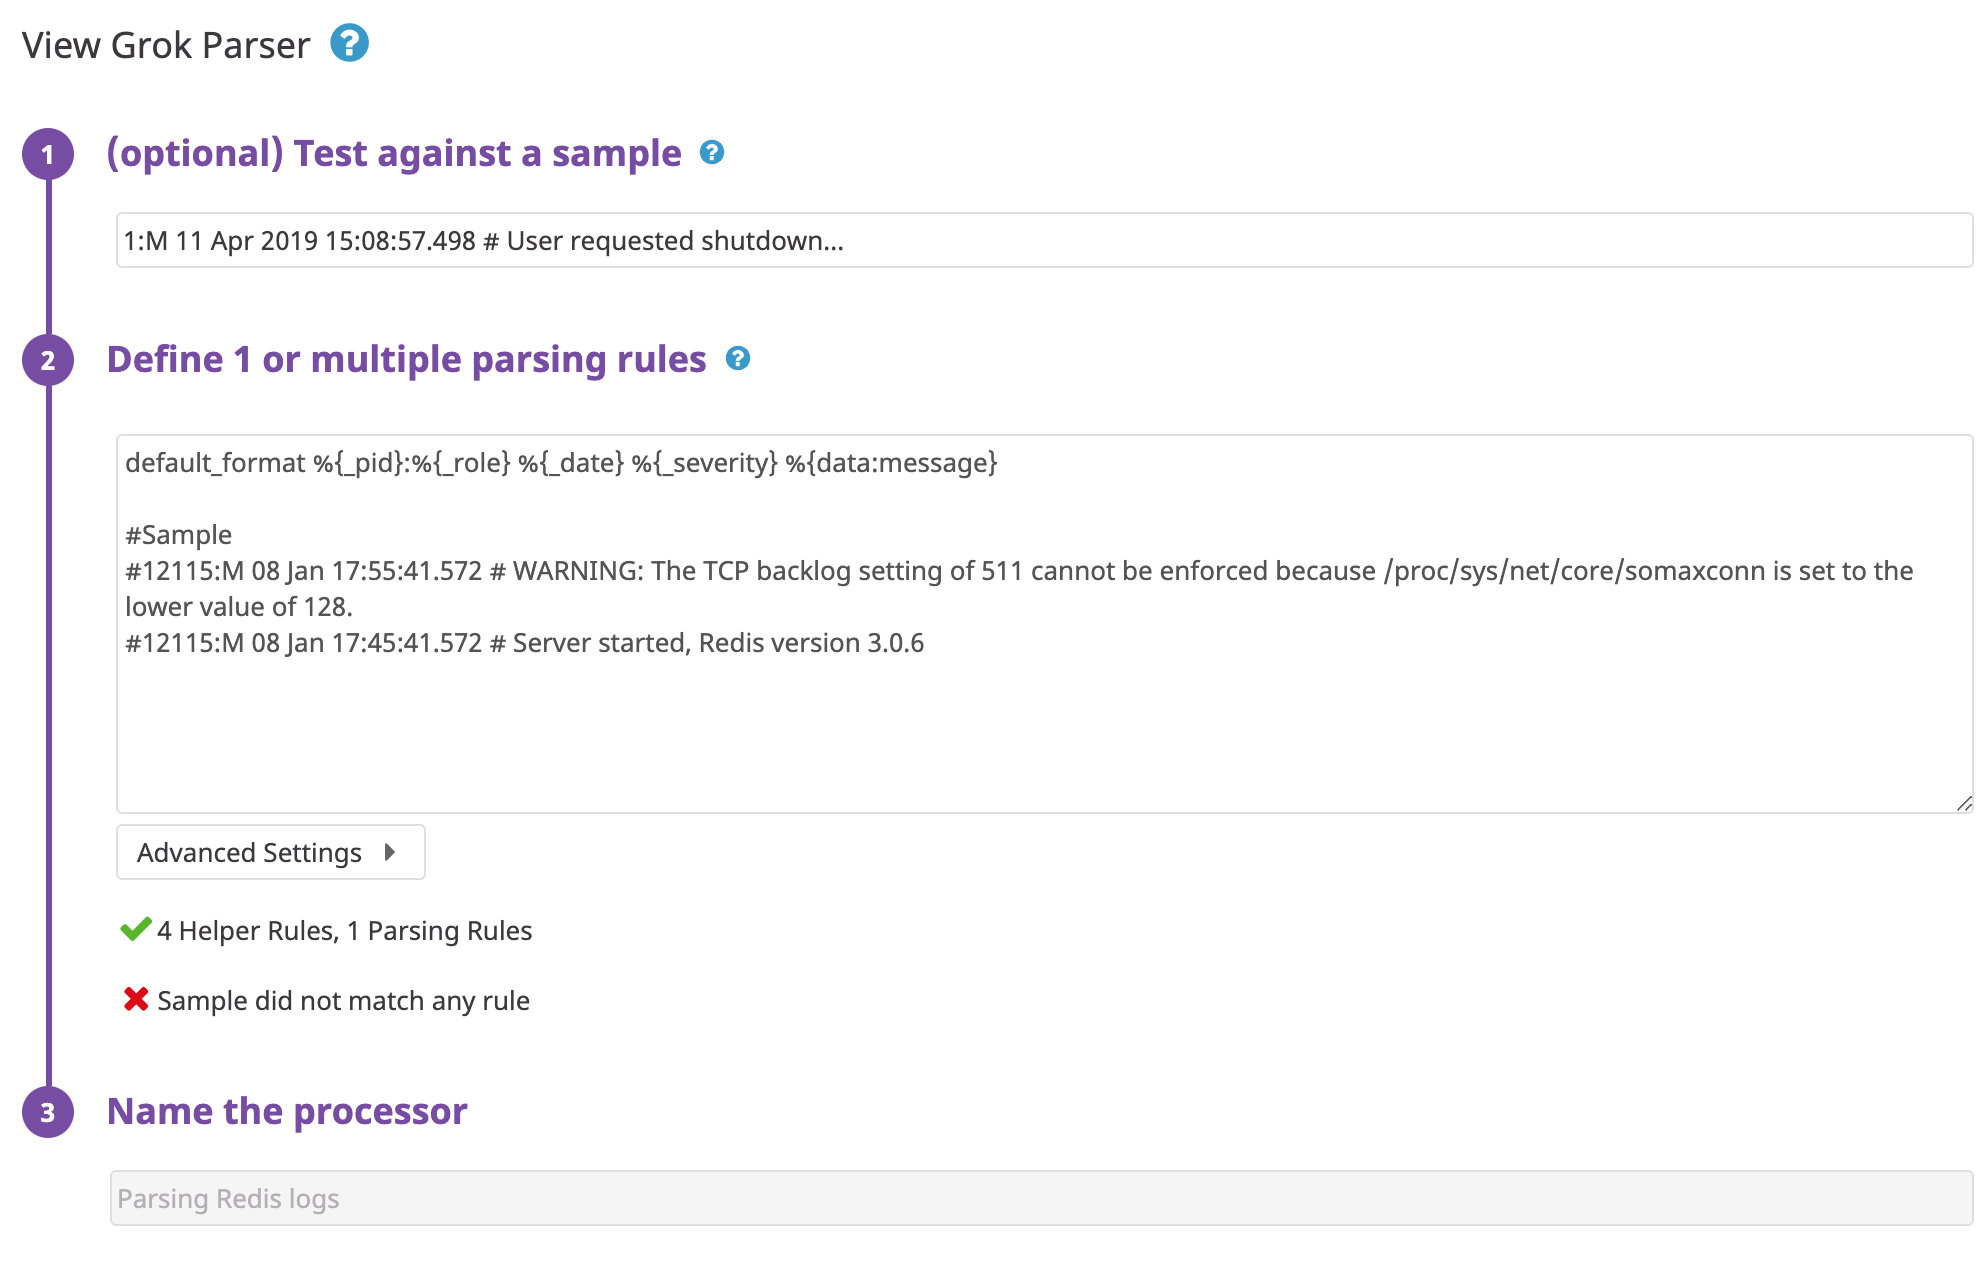 View Grok Parser ?
1 (optional) Test against a sample ?
1:M 11 Apr 2019 15:08:57.498 # User requested shutdown...
2 Define 1 or multiple parsing rules ?
default_format %{_pid}:%{_role} %{_date} %{_severity} %{data:message}
#Sample
#12115:M 08 Jan 17:55:41.572 # WARNING: The TCP backlog setting of 511 cannot be enforced because /proc/sys/net/core/somaxconn is set to the
lower value of 128.
#12115:M 08 Jan 17:45:41.572 # Server started, Redis version 3.0.6
Advanced Settings
4 Helper Rules, 1 Parsing Rules
Sample did not match any rule
3 Name the processor
Parsing Redis logs